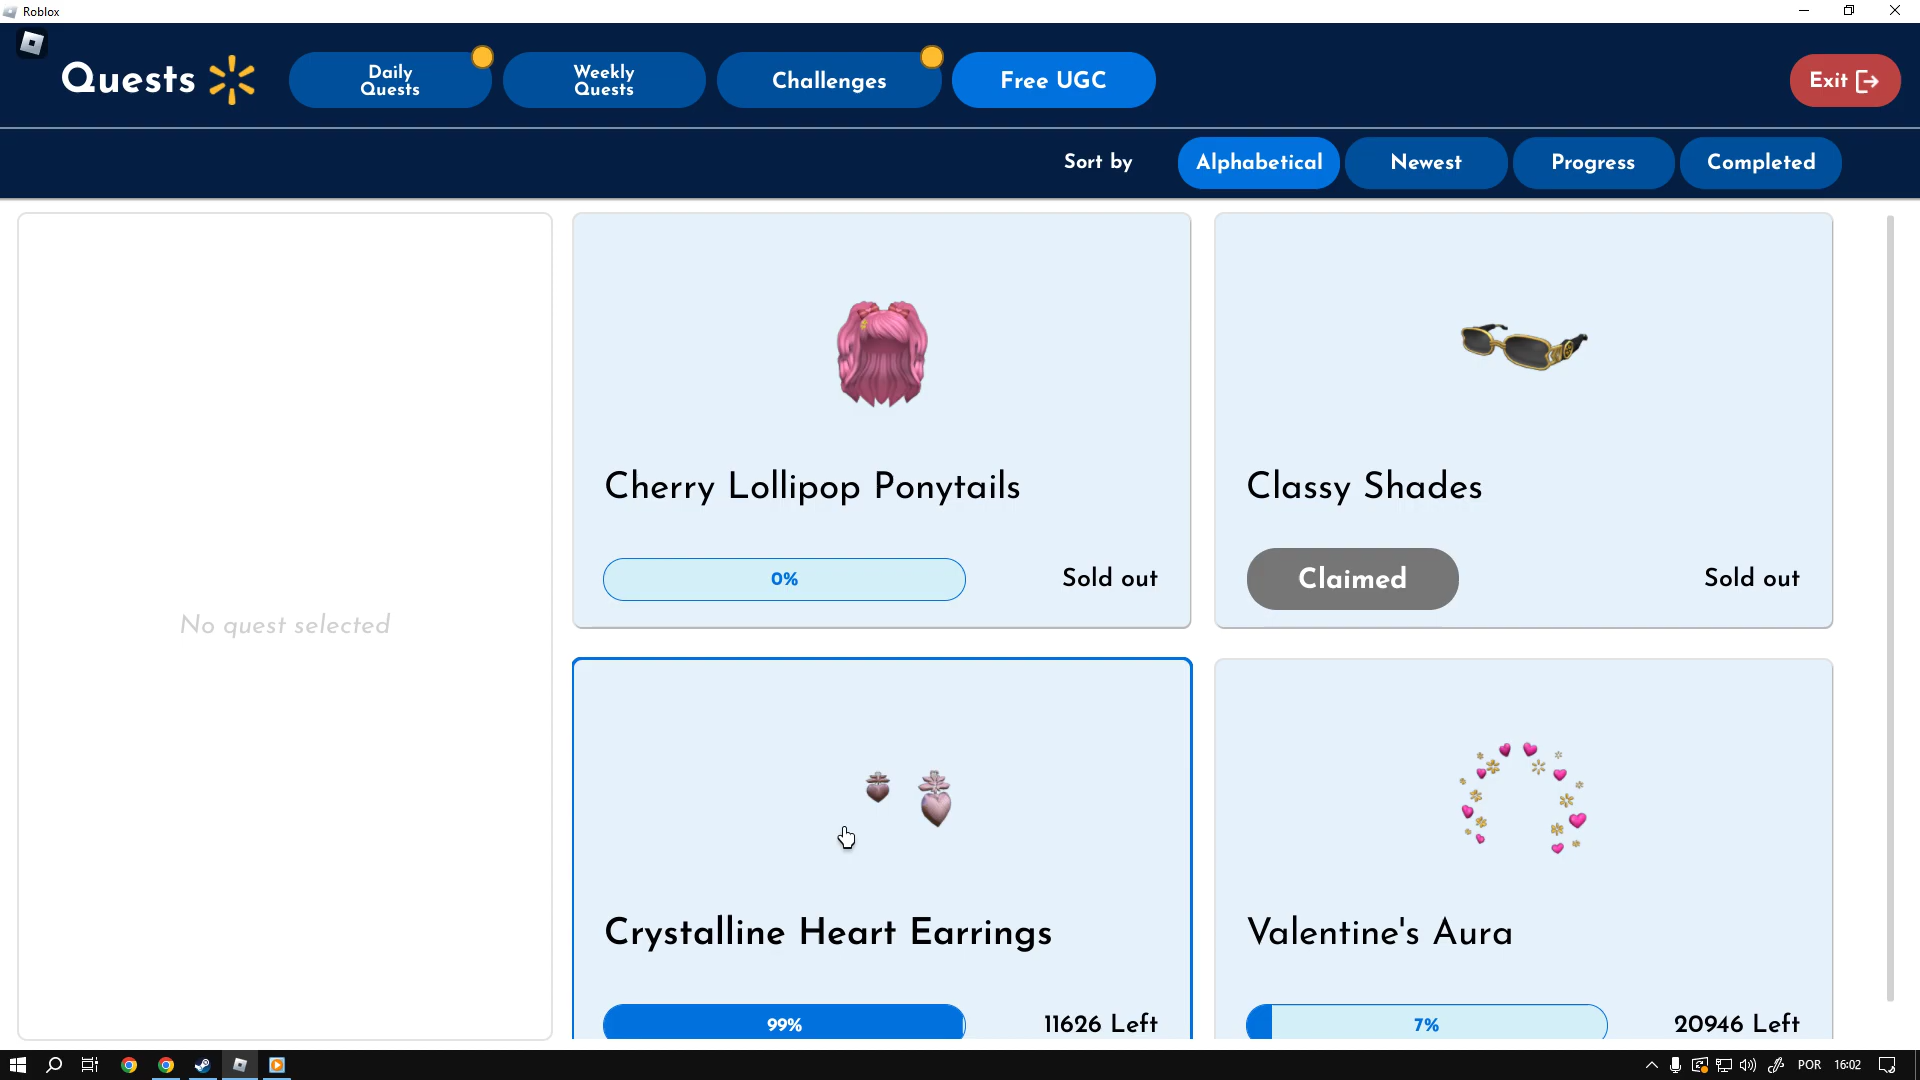 Roblox
Quests
Daily
Quests
Weekly
Quests
Challenges
Free UGC
Exit
Sort by
Alphabetical
Newest
Progress
Completed
No quest selected
Cherry Lollipop Ponytails
0%
Sold out
Classy Shades
Claimed
Sold out
Crystalline Heart Earrings
99%
11626 Left
Valentine's Aura
7%
20946 Left
POR
16:02